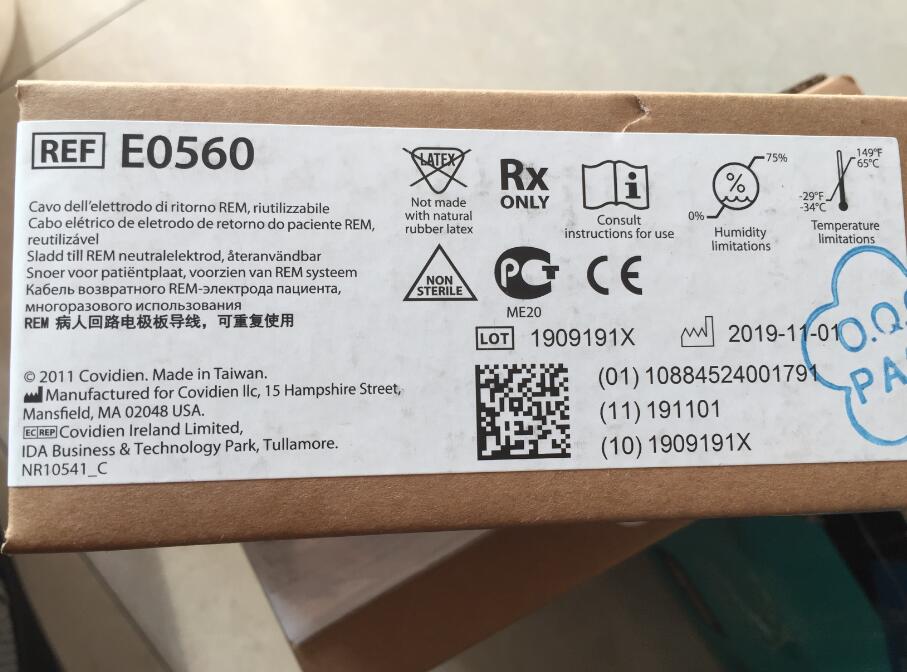 REF E0560
Cavo dell'elettrodo di ritorno REM, riutilizzabile
Cabo elétrico de eletrodo de retorno do paciente REM,
reutilizável
Sladd till REM neutralelektrod, återanvändbar
Snoer voor patiëntplaat, voorzien van REM systeem
Кабель возвратного REM-электрода пациента,
многоразового использования
REM 病人回路电极板导线，可重复使用
© 2011 Covidien. Made in Taiwan.
Manufactured for Covidien llc, 15 Hampshire Street,
Mansfield, MA 02048 USA.
EC REP Covidien Ireland Limited,
IDA Business & Technology Park, Tullamore.
NR10541_C
LATEX
Not made
with natural
rubber latex
Rx
ONLY
i
Consult
instructions for use
75%
%
0%
Humidity
limitations
149°F
65°C
-29°F
-34°C
Temperature
limitations
NON
STERILE
РСТ
ME20
CE
LOT 1909191X
2019-11-01
(01) 10884524001791
(11) 191101
(10) 1909191X
O.Q.